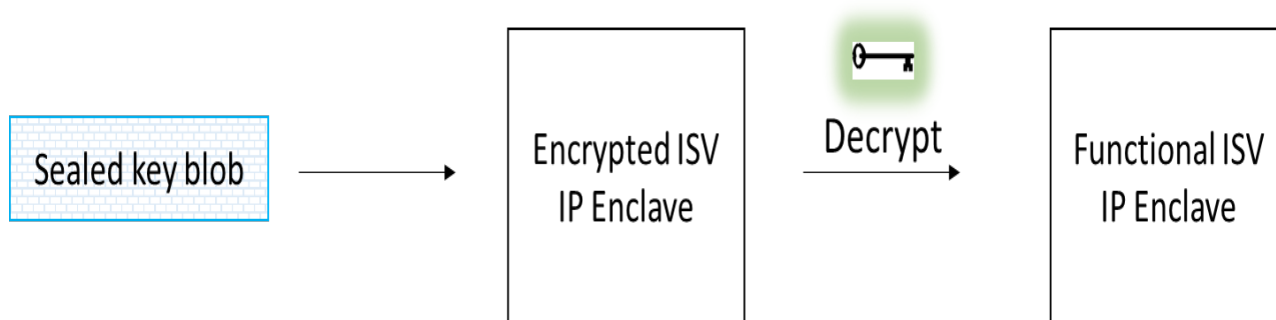 Sealed key blob
Encrypted ISV
IP Enclave
Decrypt
Functional ISV
IP Enclave